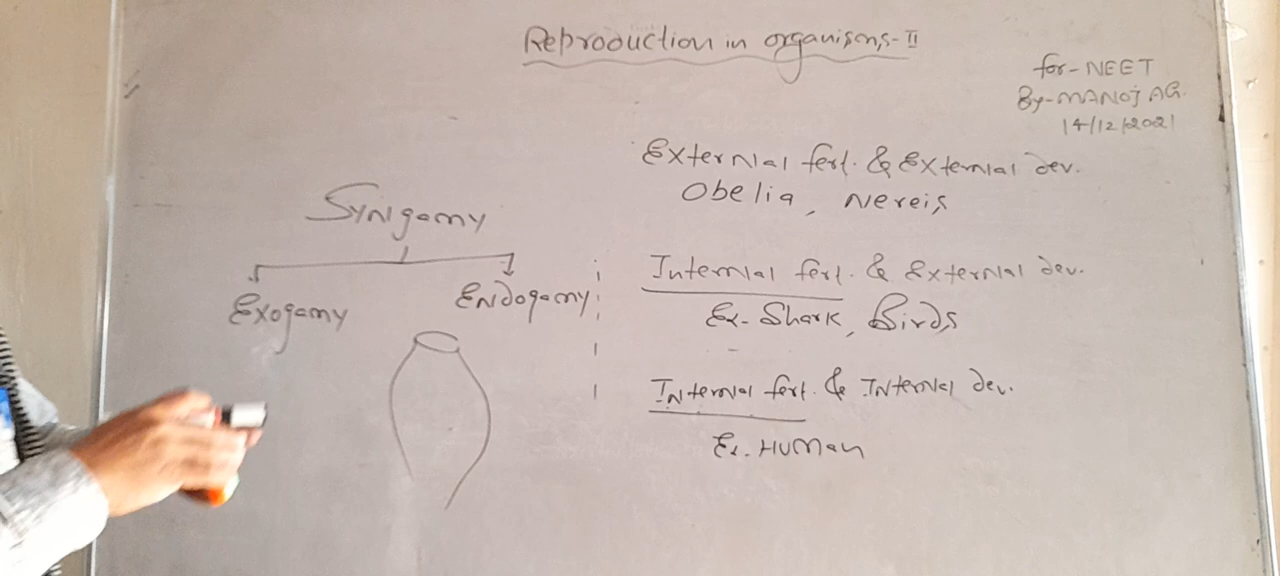 Reproduction in organisms-II
for-NEET
By-MANOJ AG.
14/12/2021
External fert. & External dev.
Obelia, Nereis
Syngamy
Exogamy
Endogamy
Internal fert. & External dev.
Ex- Shark, Birds
Internal fert. & Internal dev.
Ex. Human